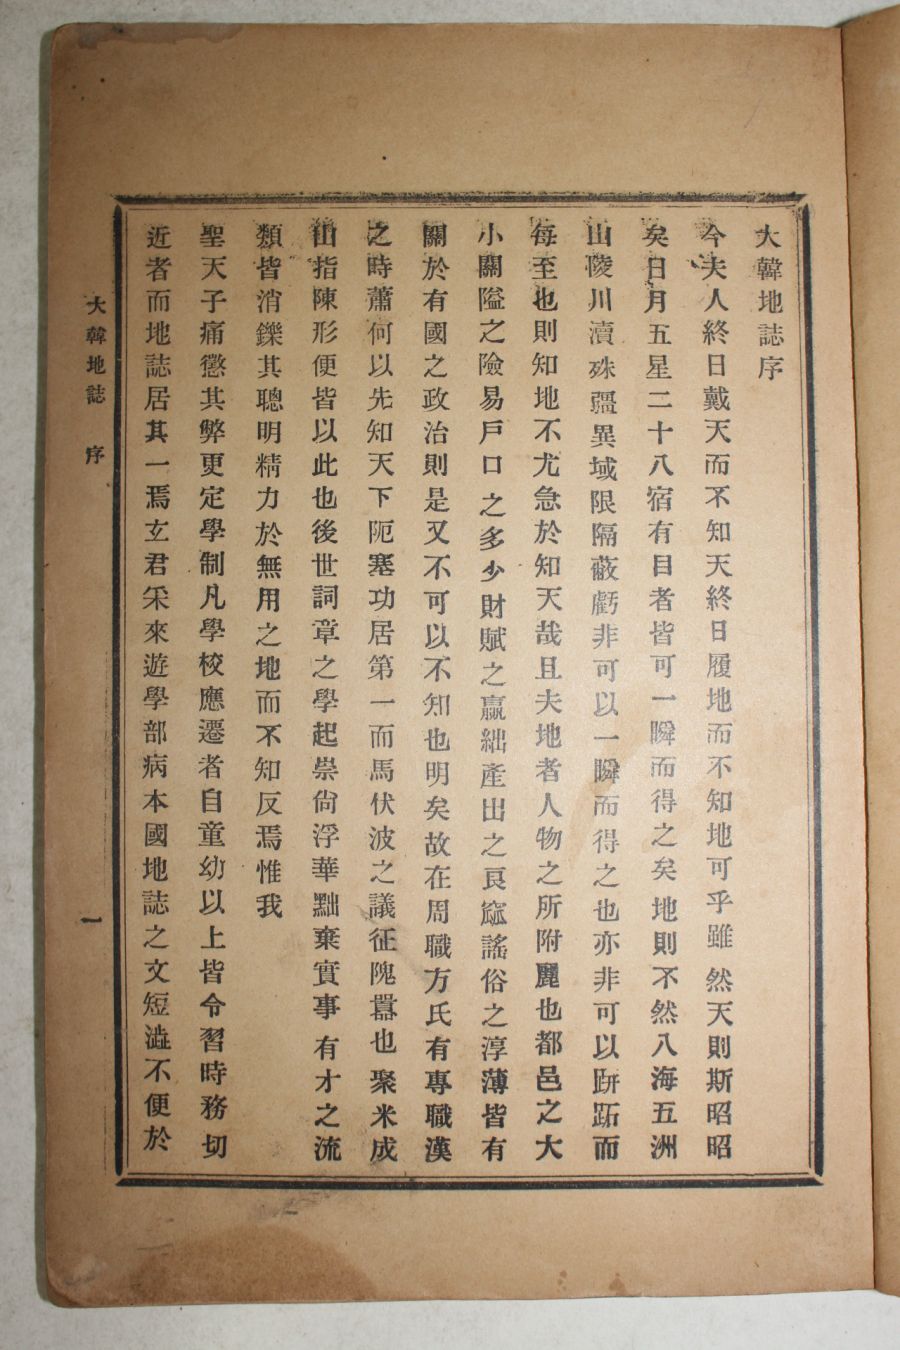 大韓地誌序
今夫人終日戴天而不知天終日履地而不知地可乎雖然天則斯昭昭
矣日月五星二十八宿有目者皆可一瞬而得之矣地則不然八海五洲
山陵川瀆殊疆異域限隔蔽虧非可以一瞬而得之也亦非可以跰跖而
每至也則知地不尤急於知天哉且夫地者人物之所附麗也都邑之大
小關隘之險易戶口之多少財賦之贏絀產出之良窳謠俗之淳薄皆有
關於有國之政治則是又不可以不知也明矣故在周職方氏有專職漢
之時蕭何以先知天下阨塞功居第一而馬伏波之議征隗囂也聚米成
山指陳形便皆以此也後世詞章之學起崇尙浮華黜棄實事有才之流
類皆消鑠其聰明精力於無用之地而不知反焉惟我
聖天子痛懲其弊更定學制凡學校應遷者自童幼以上皆令習時務切
近者而地誌居其一焉玄君采來遊學部病本國地誌之文短澁不便於
大韓地誌 序 一